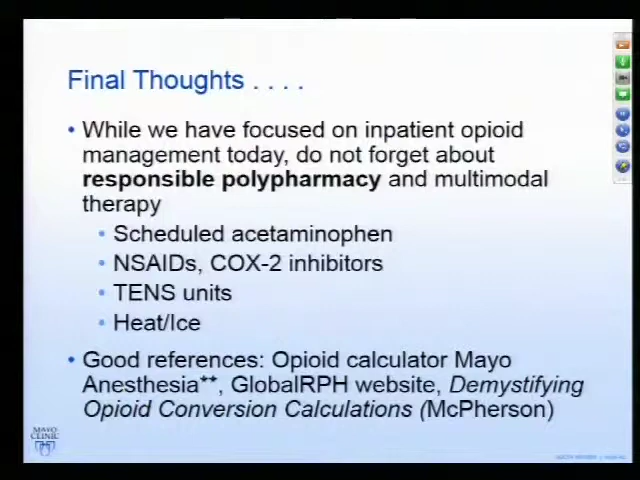 Final Thoughts . . . .
• While we have focused on inpatient opioid
management today, do not forget about
responsible polypharmacy and multimodal
therapy
• Scheduled acetaminophen
• NSAIDs, COX-2 inhibitors
• TENS units
• Heat/Ice
• Good references: Opioid calculator Mayo
Anesthesia**, GlobalRPH website, Demystifying
Opioid Conversion Calculations (McPherson)
MAYO
CLINIC